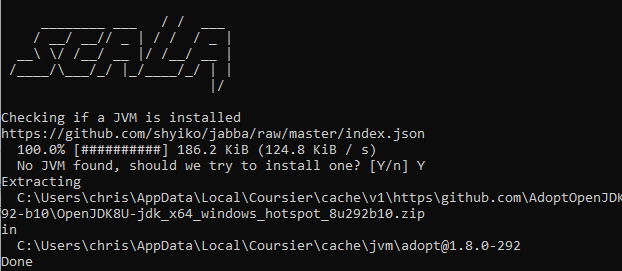 SCALA
Checking if a JVM is installed
https://github.com/shyiko/jabba/raw/master/index.json
  100.0% [##########] 186.2 KiB (124.8 KiB / s)
  No JVM found, should we try to install one? [Y/n] Y
Extracting
  C:\Users\chris\AppData\Local\Coursier\cache\v1\https\github.com\AdoptOpenJDK
92-b10\OpenJDK8U-jdk_x64_windows_hotspot_8u292b10.zip
in
  C:\Users\chris\AppData\Local\Coursier\cache\jvm\adopt@1.8.0-292
Done